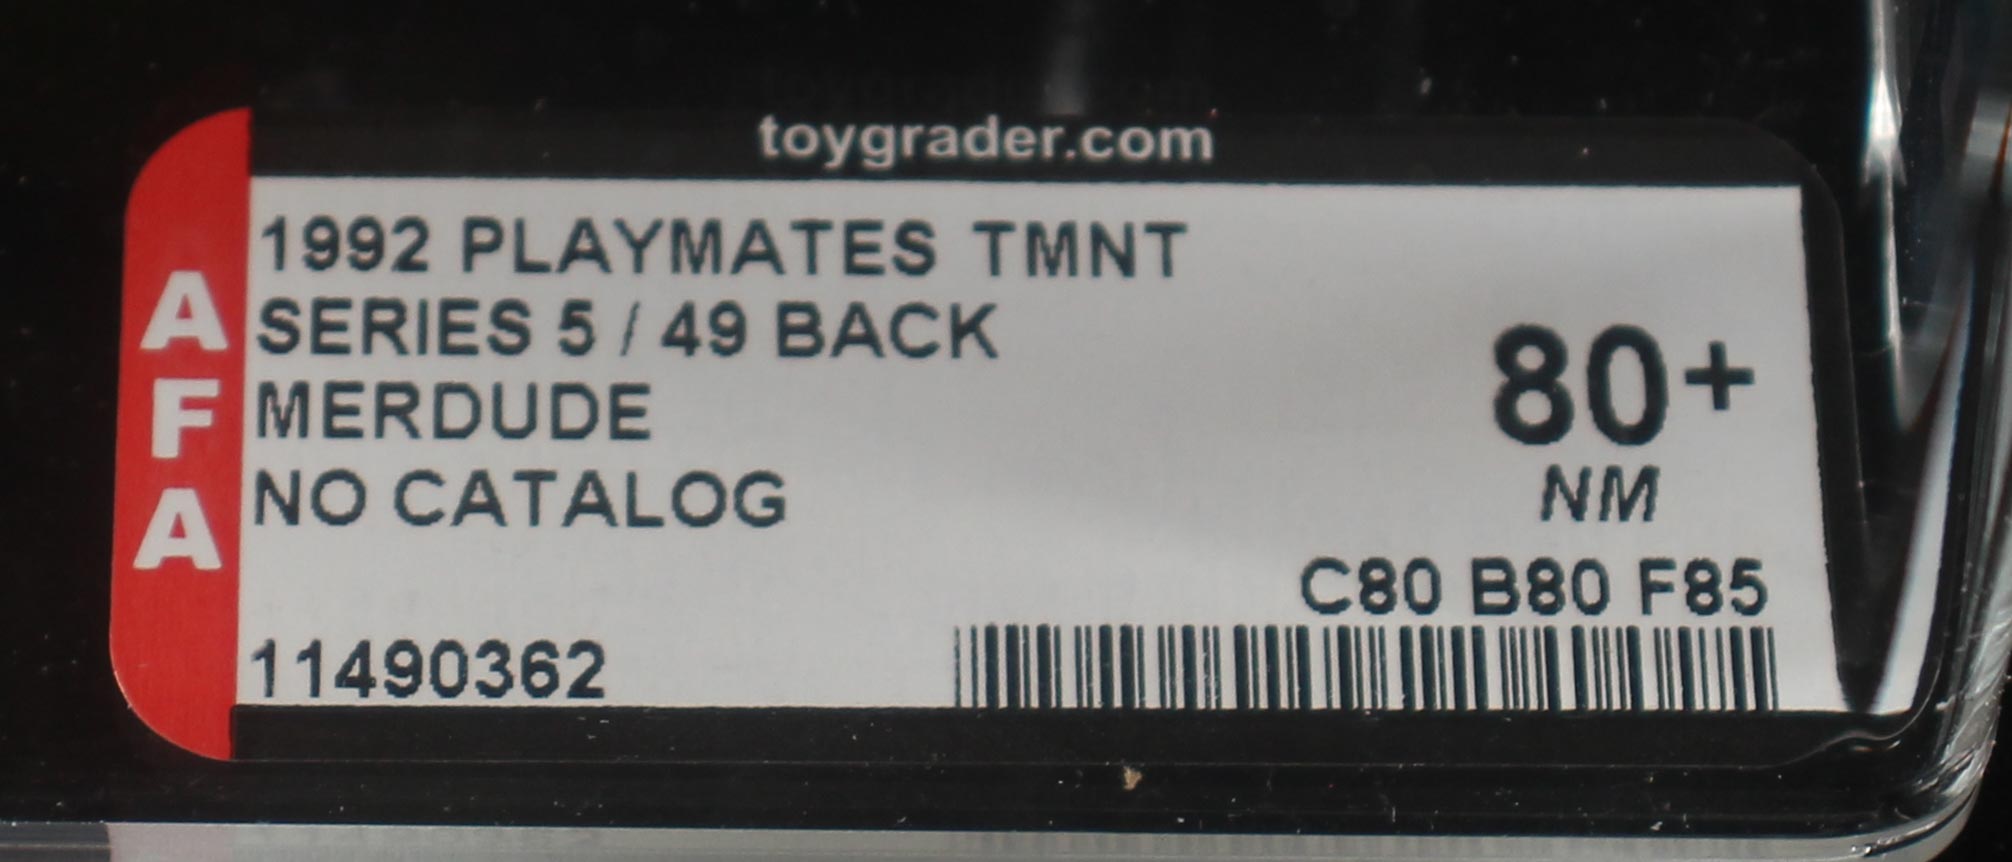 toygrader.com
AFA
1992 PLAYMATES TMNT
SERIES 5 / 49 BACK
MERDUDE
NO CATALOG
80+
NM
C80 B80 F85
11490362